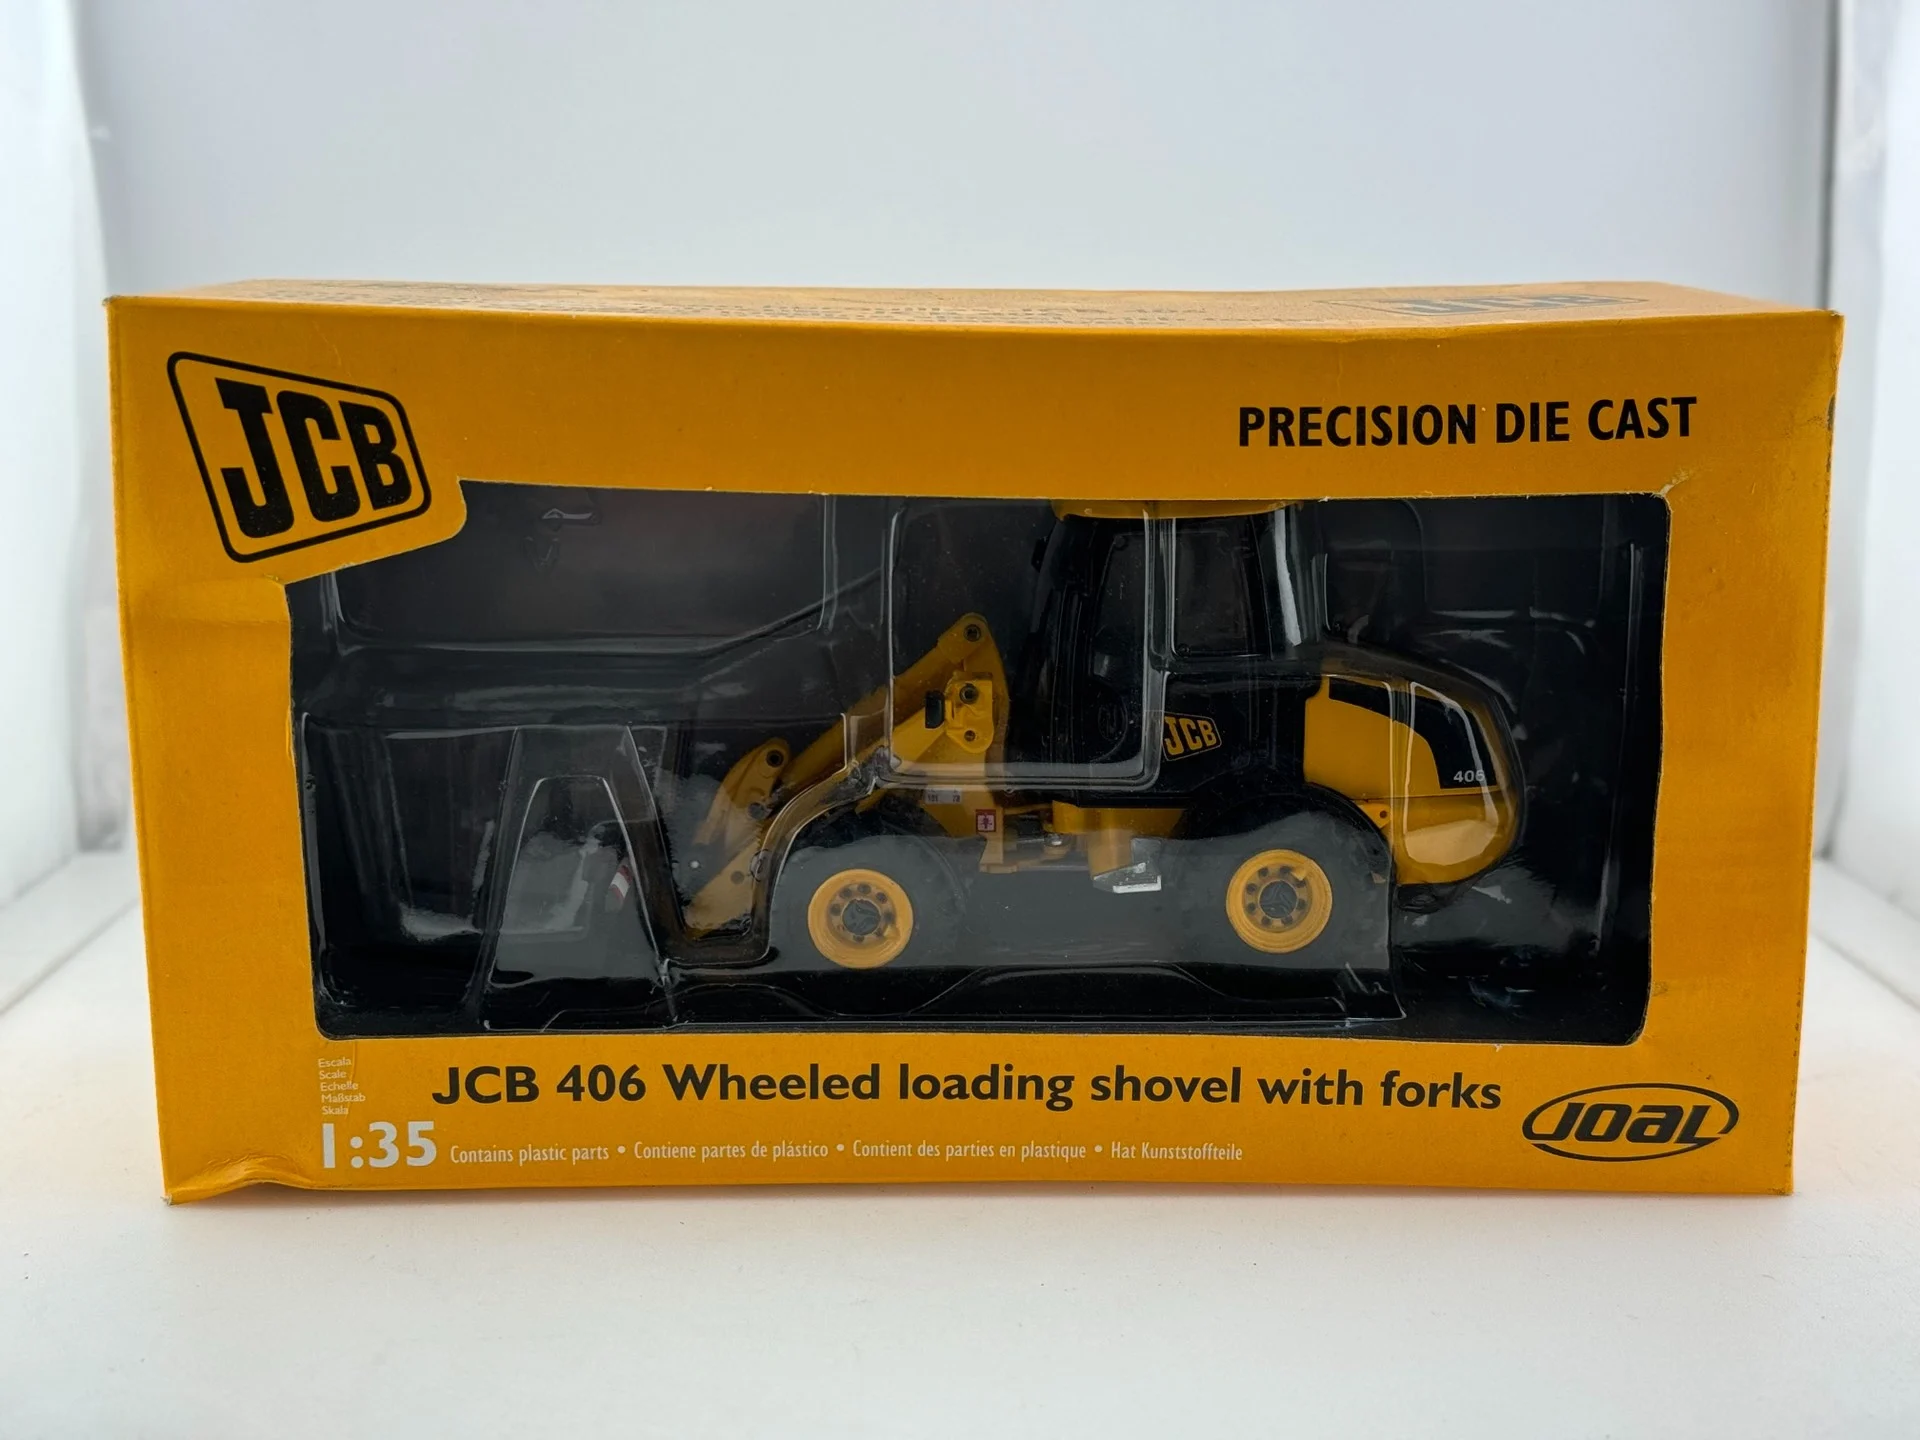 JCB
PRECISION DIE CAST
JCB
406
Escala
Scale
Echelle
Maßstab
Skala
1:35
JCB 406 Wheeled loading shovel with forks
Contains plastic parts • Contiene partes de plástico • Contient des parties en plastique • Hat Kunststoffteile
JOAL